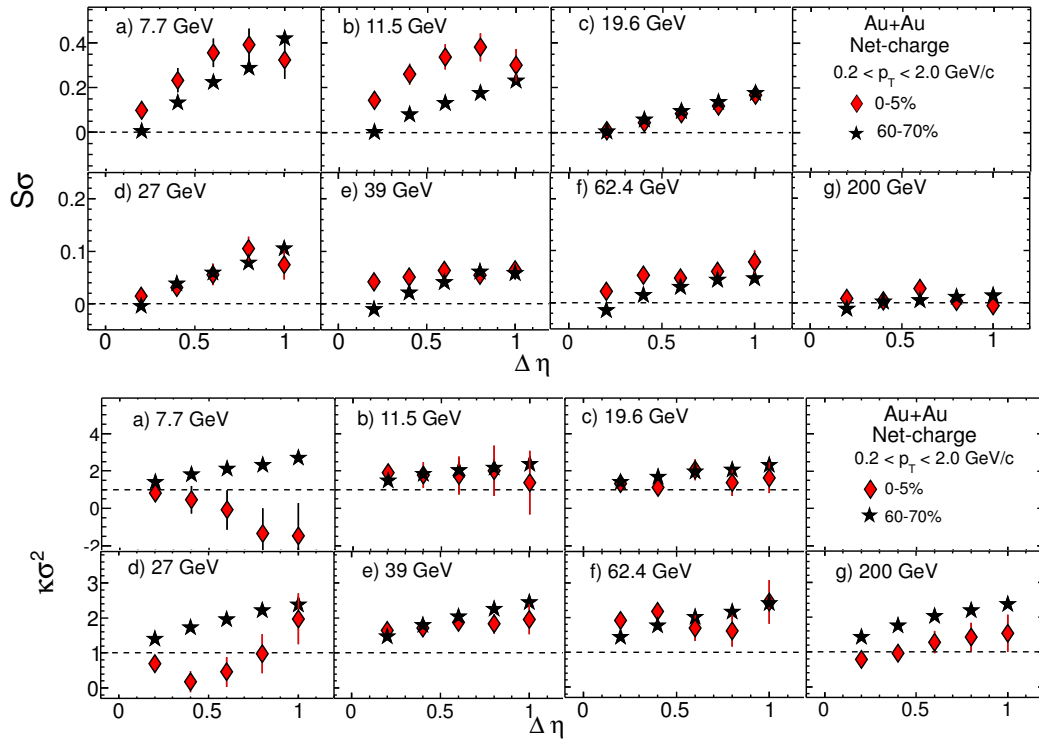 a) 7.7 GeV
b) 11.5 GeV
c) 19.6 GeV
Au+Au
Net-charge
0.2 < p_T < 2.0 GeV/c
0-5%
60-70%
0.4
0.2
0
Sσ
d) 27 GeV
e) 39 GeV
f) 62.4 GeV
g) 200 GeV
0.2
0.1
0
0 0.5 1
0 0.5 1
0 0.5 1
0 0.5 1
Δ η
a) 7.7 GeV
b) 11.5 GeV
c) 19.6 GeV
Au+Au
Net-charge
0.2 < p_T < 2.0 GeV/c
0-5%
60-70%
4
2
0
-2
κσ²
d) 27 GeV
e) 39 GeV
f) 62.4 GeV
g) 200 GeV
3
2
1
0
0 0.5 1
0 0.5 1
0 0.5 1
0 0.5 1
Δ η